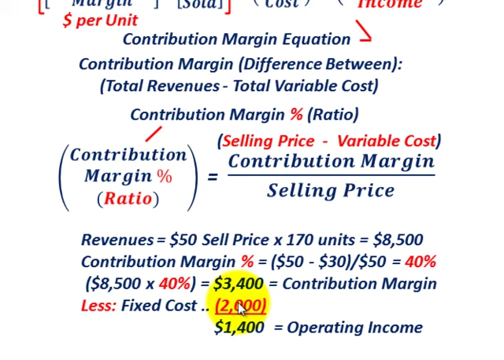 [ Margin ] [ Sold ] ( Cost ) ( Income )
$ per Unit
Contribution Margin Equation
Contribution Margin (Difference Between):
(Total Revenues - Total Variable Cost)
Contribution Margin % (Ratio)
(Selling Price - Variable Cost)
(Contribution Margin % (Ratio)) = Contribution Margin / Selling Price
Revenues = $50 Sell Price x 170 units = $8,500
Contribution Margin % = ($50 - $30)/$50 = 40%
($8,500 x 40%) = $3,400 = Contribution Margin
Less: Fixed Cost .. (2,000)
$1,400 = Operating Income